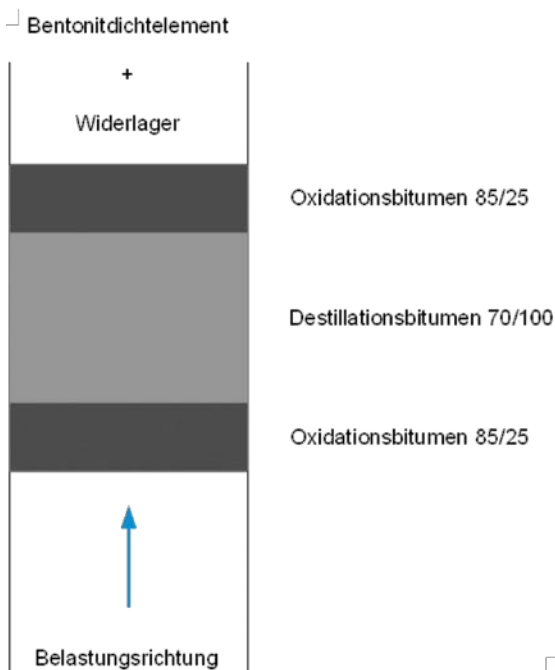 Bentonitdichtelement
+
Widerlager
Oxidationsbitumen 85/25
Destillationsbitumen 70/100
Oxidationsbitumen 85/25
Belastungsrichtung